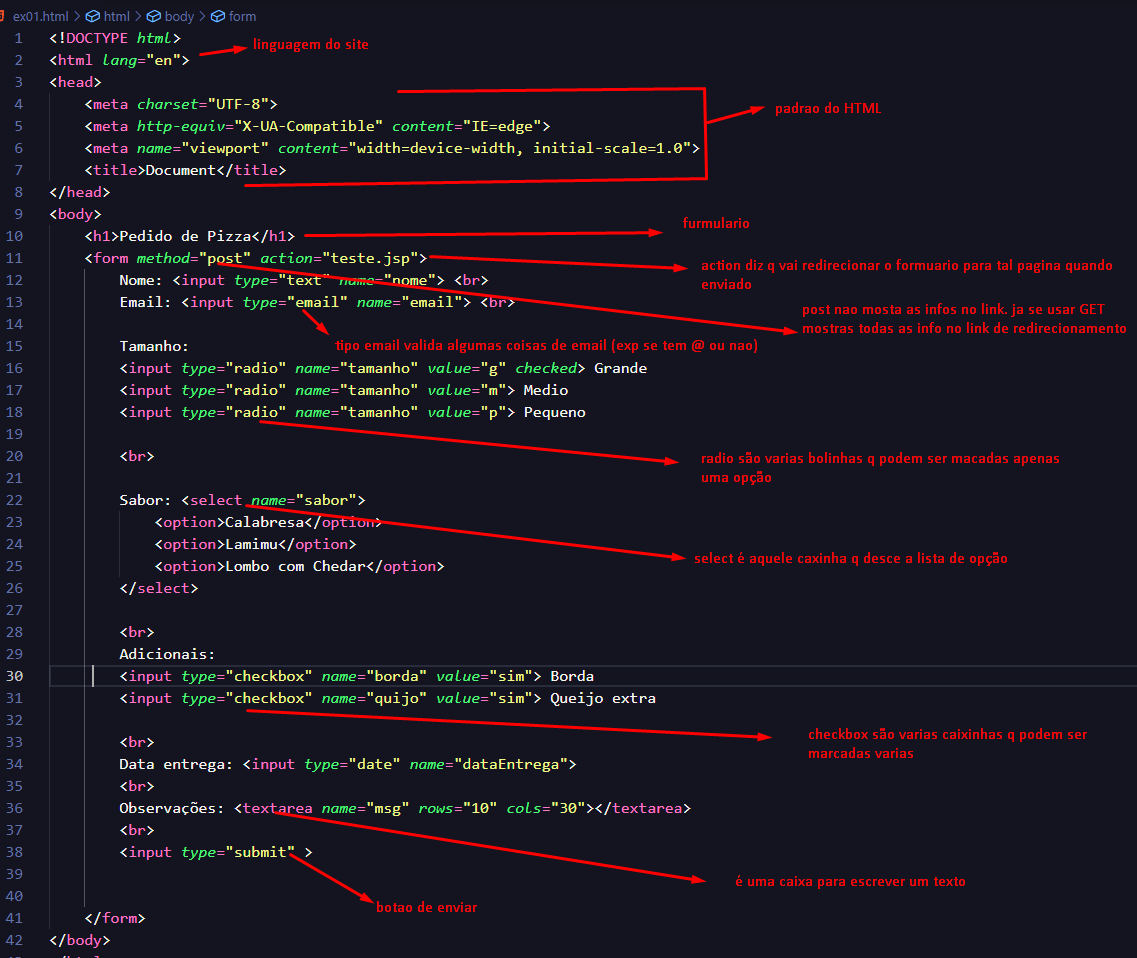 ex01.html > html > body > form
1 <!DOCTYPE html>
2 <html lang="en">
linguagem do site
3 <head>
4 <meta charset="UTF-8">
padrao do HTML
5 <meta http-equiv="X-UA-Compatible" content="IE=edge">
6 <meta name="viewport" content="width=device-width, initial-scale=1.0">
7 <title>Document</title>
8 </head>
9 <body>
10 <h1>Pedido de Pizza</h1>
furmulario
11 <form method="post" action="teste.jsp">
action diz q vai redirecionar o formuario para tal pagina quando
enviado
12 Nome: <input type="text" name="nome"> <br>
13 Email: <input type="email" name="email"> <br>
post nao mosta as infos no link. ja se usar GET
mostras todas as info no link de redirecionamento
14
tipo email valida algumas coisas de email (exp se tem @ ou nao)
15 Tamanho:
16 <input type="radio" name="tamanho" value="g" checked> Grande
17 <input type="radio" name="tamanho" value="m"> Medio
18 <input type="radio" name="tamanho" value="p"> Pequeno
19
20 <br>
radio são varias bolinhas q podem ser macadas apenas
uma opção
21
22 Sabor: <select name="sabor">
23 <option>Calabresa</option>
24 <option>Lamimu</option>
select é aquele caxinha q desce a lista de opção
25 <option>Lombo com Chedar</option>
26 </select>
27
28 <br>
29 Adicionais:
30 <input type="checkbox" name="borda" value="sim"> Borda
31 <input type="checkbox" name="quijo" value="sim"> Queijo extra
32
checkbox são varias caixinhas q podem ser
marcadas varias
33 <br>
34 Data entrega: <input type="date" name="dataEntrega">
35 <br>
36 Observações: <textarea name="msg" rows="10" cols="30"></textarea>
37 <br>
38 <input type="submit" >
39
é uma caixa para escrever um texto
40
botao de enviar
41 </form>
42 </body>